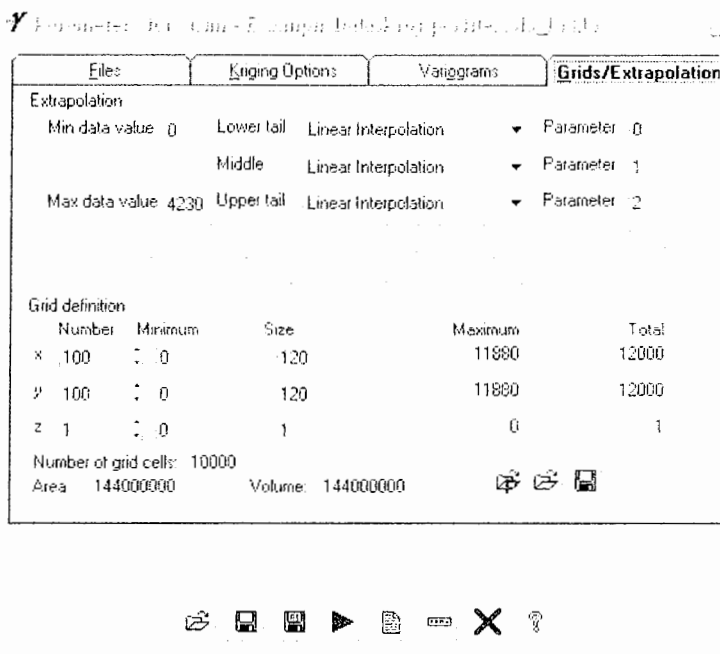 Files Kriging Options Variograms Grids/Extrapolation
Extrapolation
Min data value 0 Lower tail Linear Interpolation Parameter 0
Middle Linear Interpolation Parameter 1
Max data value 4230 Upper tail Linear Interpolation Parameter 2
Grid definition
Number Minimum Size Maximum Total
x 100 0 120 11880 12000
y 100 0 120 11880 12000
z 1 0 1 0 1
Number of grid cells: 10000
Area 144000000 Volume: 144000000